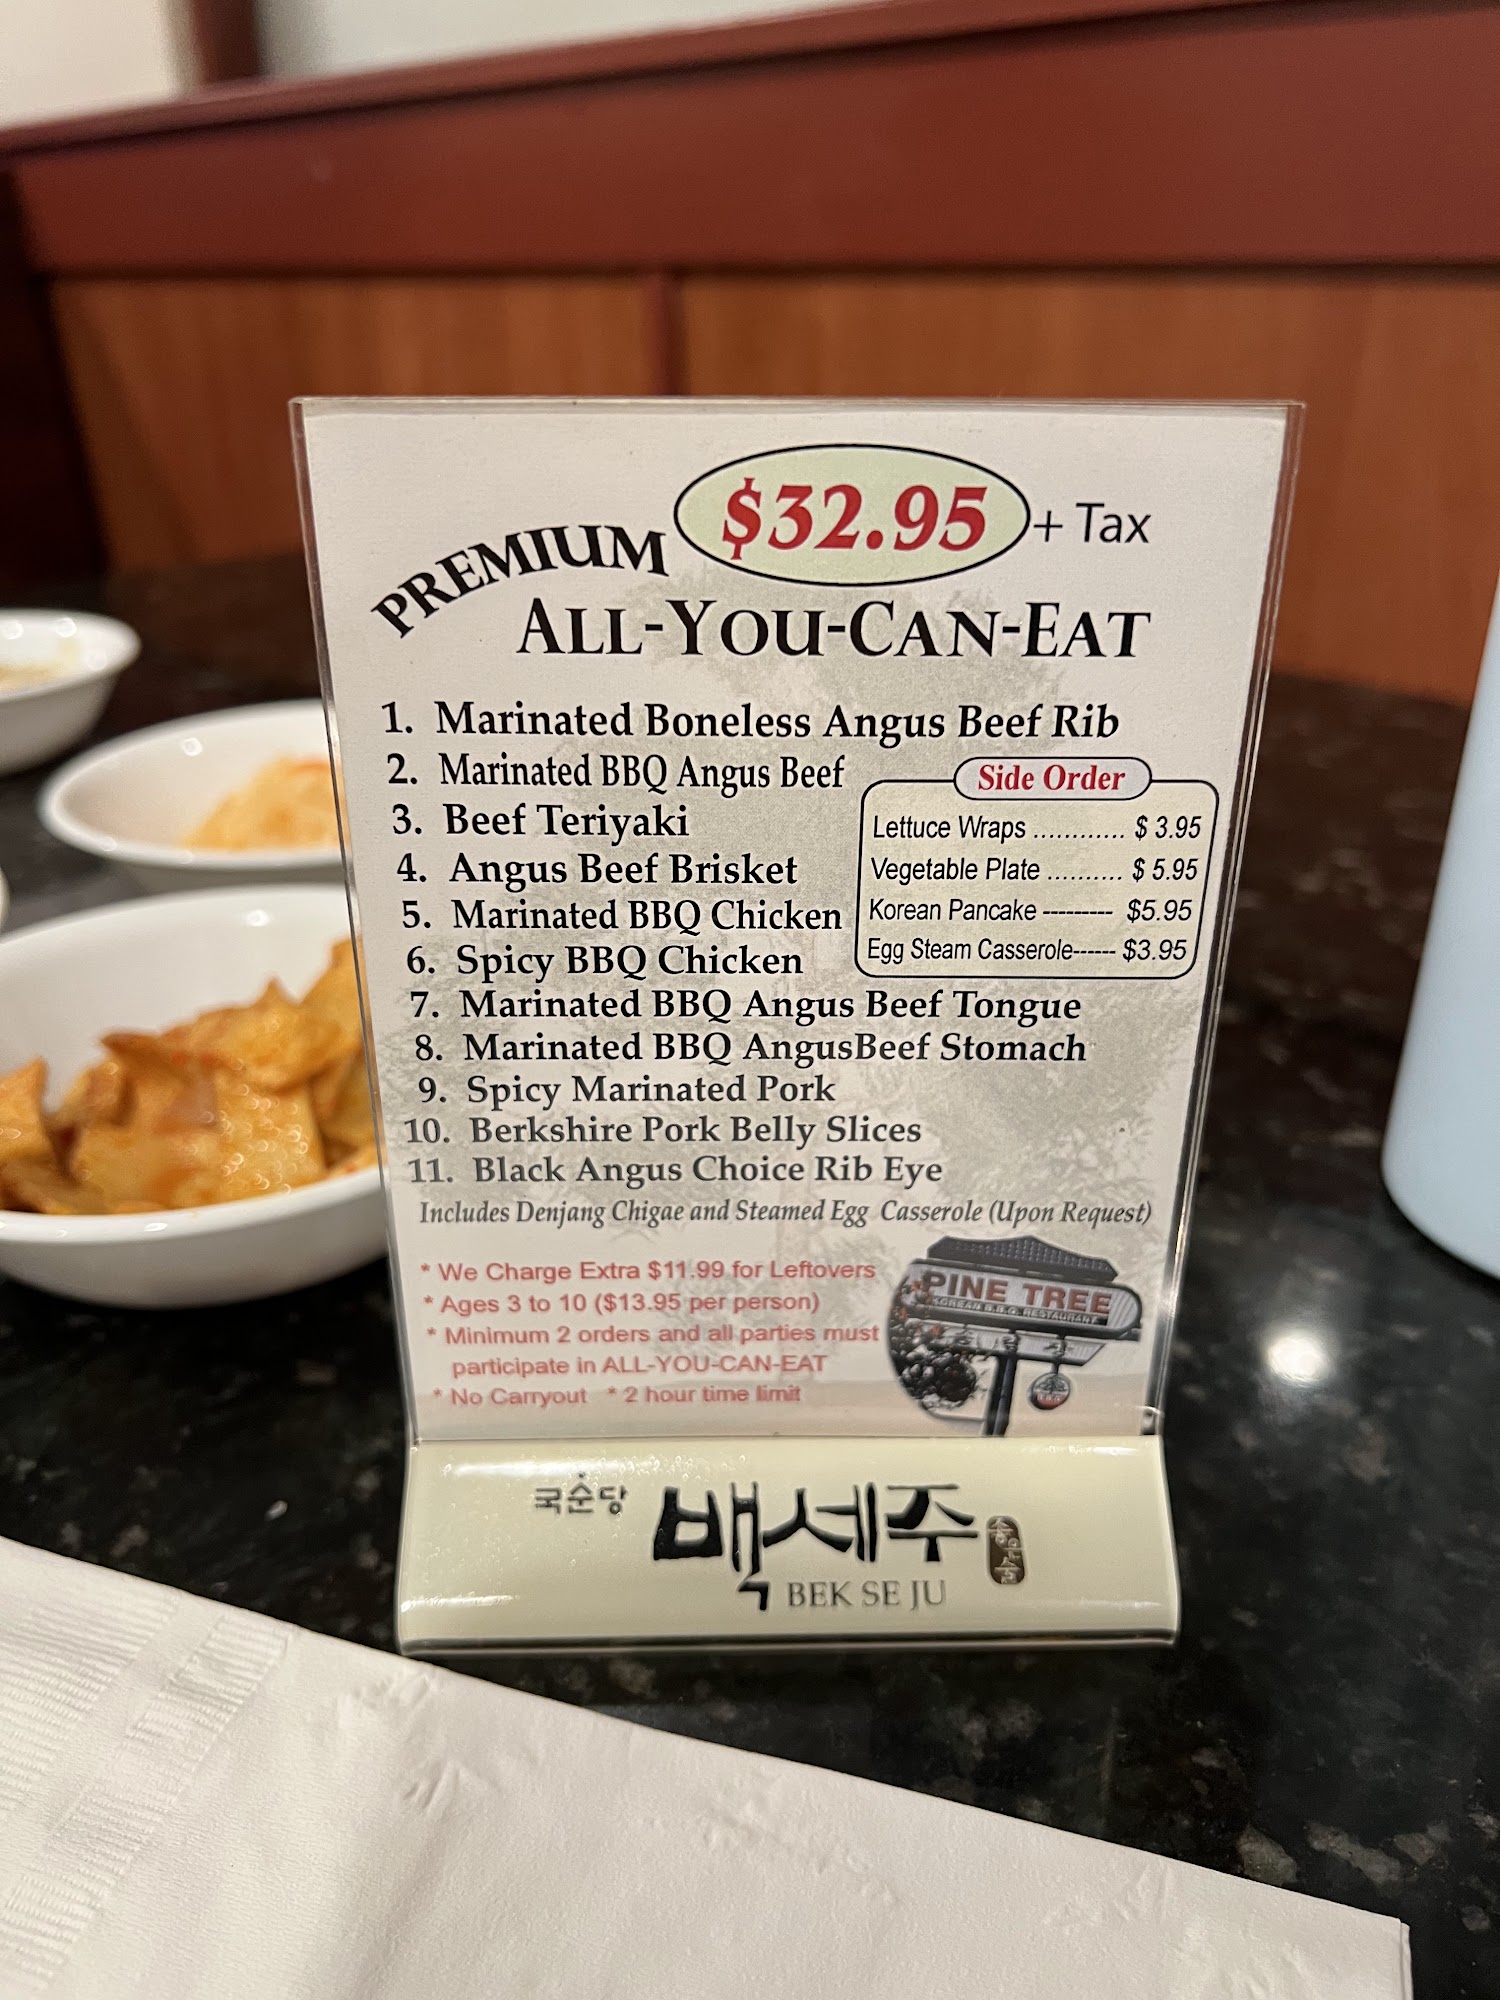 $32.95 + Tax
PREMIUM
ALL-YOU-CAN-EAT
1. Marinated Boneless Angus Beef Rib
2. Marinated BBQ Angus Beef
3. Beef Teriyaki
4. Angus Beef Brisket
5. Marinated BBQ Chicken
6. Spicy BBQ Chicken
7. Marinated BBQ Angus Beef Tongue
8. Marinated BBQ AngusBeef Stomach
9. Spicy Marinated Pork
10. Berkshire Pork Belly Slices
11. Black Angus Choice Rib Eye
Includes Denjang Chigae and Steamed Egg Casserole (Upon Request)
Side Order
Lettuce Wraps ............ $ 3.95
Vegetable Plate .......... $ 5.95
Korean Pancake --------- $5.95
Egg Steam Casserole------ $3.95
* We Charge Extra $11.99 for Leftovers
* Ages 3 to 10 ($13.95 per person)
* Minimum 2 orders and all parties must
participate in ALL-YOU-CAN-EAT
* No Carryout * 2 hour time limit
PINE TREE
KOREAN B.B.Q. RESTAURANT
국순당
백세주
BEK SE JU